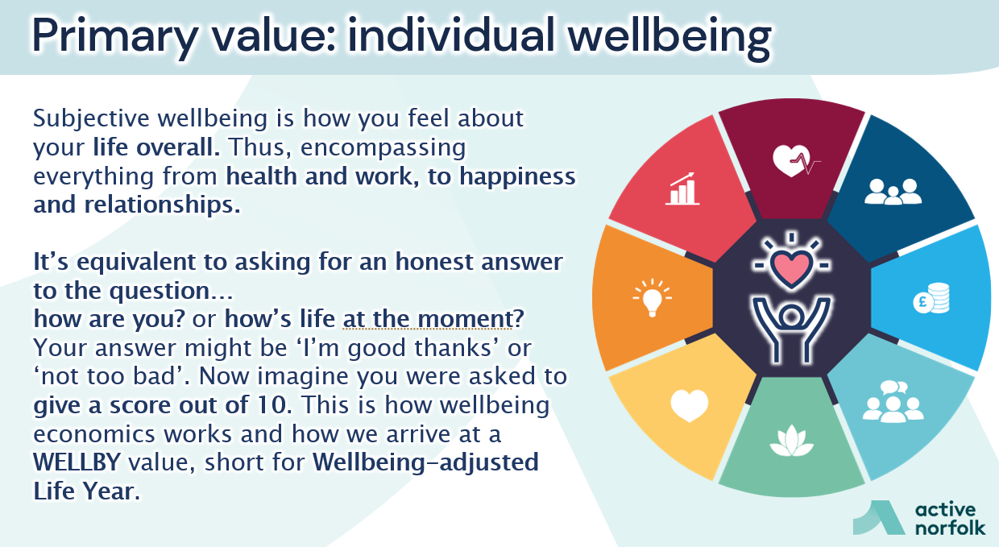 Primary value: individual wellbeing
Subjective wellbeing is how you feel about
your life overall. Thus, encompassing
everything from health and work, to happiness
and relationships.
It’s equivalent to asking for an honest answer
to the question...
how are you? or how’s life at the moment?
Your answer might be ‘I’m good thanks’ or
‘not too bad’. Now imagine you were asked to
give a score out of 10. This is how wellbeing
economics works and how we arrive at a
WELLBY value, short for Wellbeing-adjusted
Life Year.
£
active
norfolk